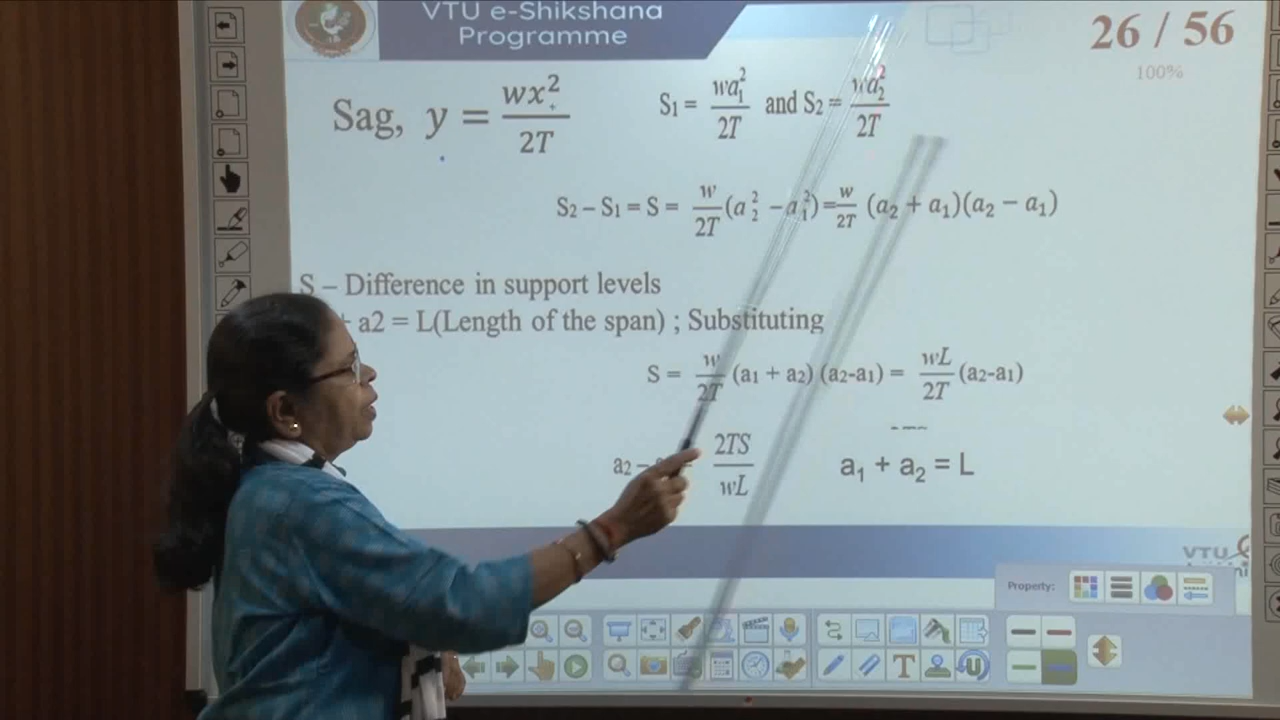 VTU e-Shikshana
Programme
26 / 56
100%
Sag, y = wx²/2T
S₁ = wa₁²/2T and S₂ = wa₂²/2T
S₂ – S₁ = S = w/2T (a₂² – a₁²) = w/2T (a₂ + a₁)(a₂ – a₁)
S – Difference in support levels
+ a2 = L(Length of the span) ; Substituting
S = w/2T (a₁ + a₂) (a₂-a₁) = wL/2T (a₂-a₁)
a₂ – 2TS/wL
a₁ + a₂ = L
VTU
Property: